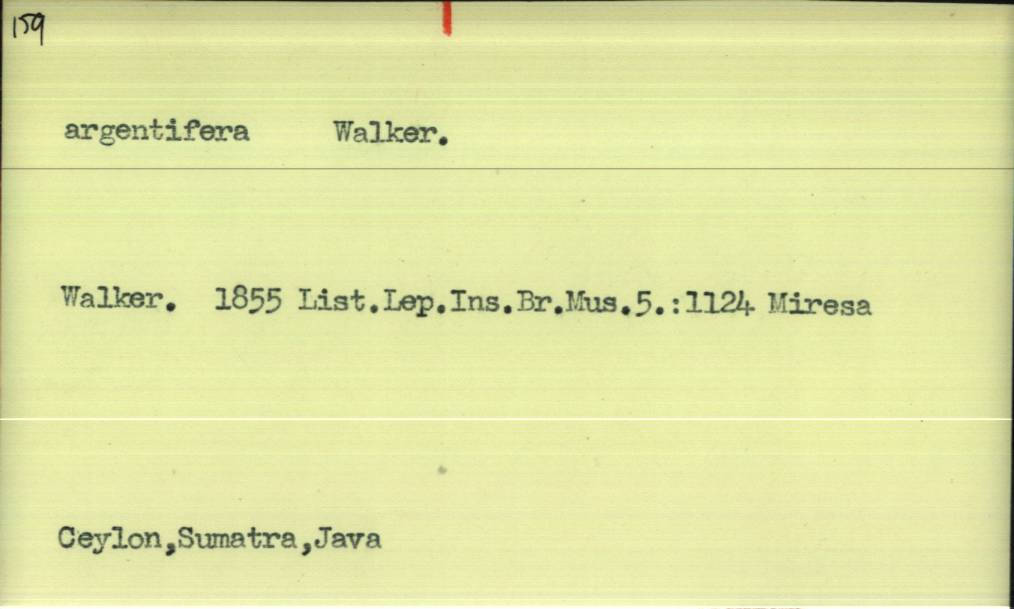 159
argentifera Walker.
Walker. 1855 List.Lep.Ins.Br.Mus.5.:1124 Miresa
Ceylon,Sumatra,Java